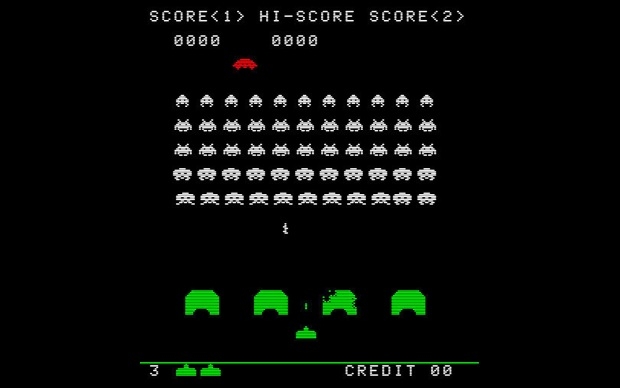 SCORE<1> HI-SCORE SCORE<2>
0000 0000
3 CREDIT 00